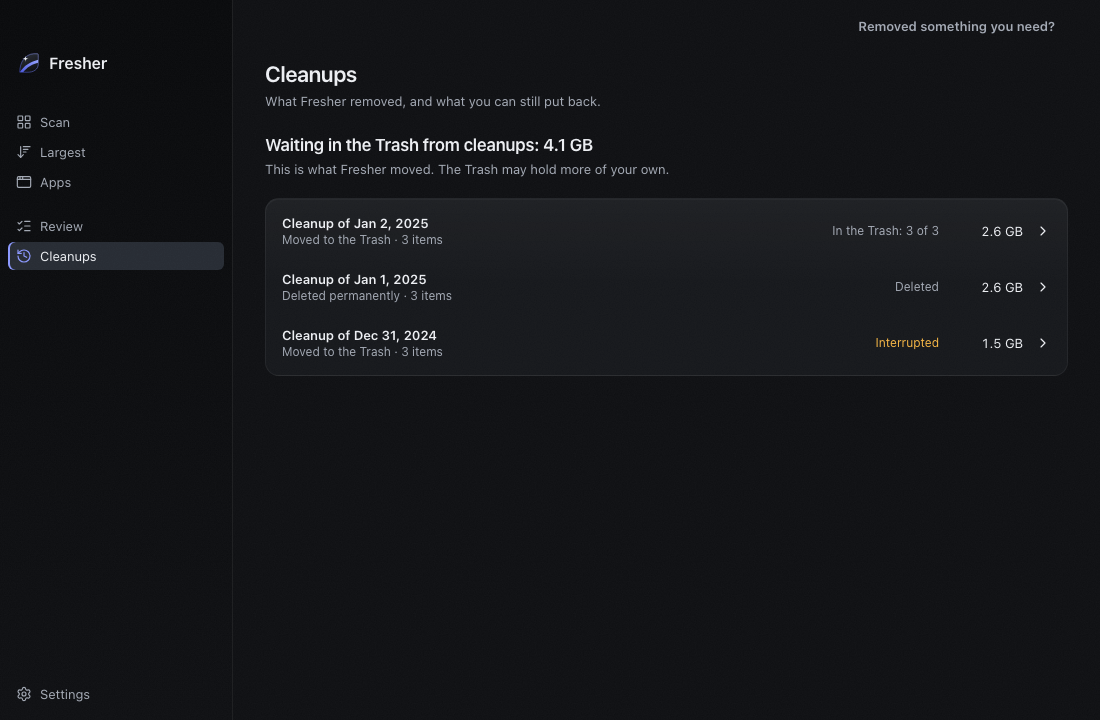 Removed something you need?
Fresher
Scan
Largest
Apps
Review
Cleanups
Settings
Cleanups
What Fresher removed, and what you can still put back.
Waiting in the Trash from cleanups: 4.1 GB
This is what Fresher moved. The Trash may hold more of your own.
Cleanup of Jan 2, 2025
Moved to the Trash · 3 items
In the Trash: 3 of 3
2.6 GB
Cleanup of Jan 1, 2025
Deleted permanently · 3 items
Deleted
2.6 GB
Cleanup of Dec 31, 2024
Moved to the Trash · 3 items
Interrupted
1.5 GB